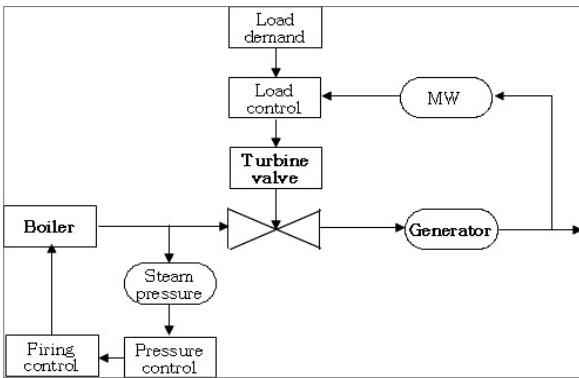 Load
demand
Load
control
MW
Turbine
valve
Boiler
Generator
Steam
pressure
Firing
control
Pressure
control